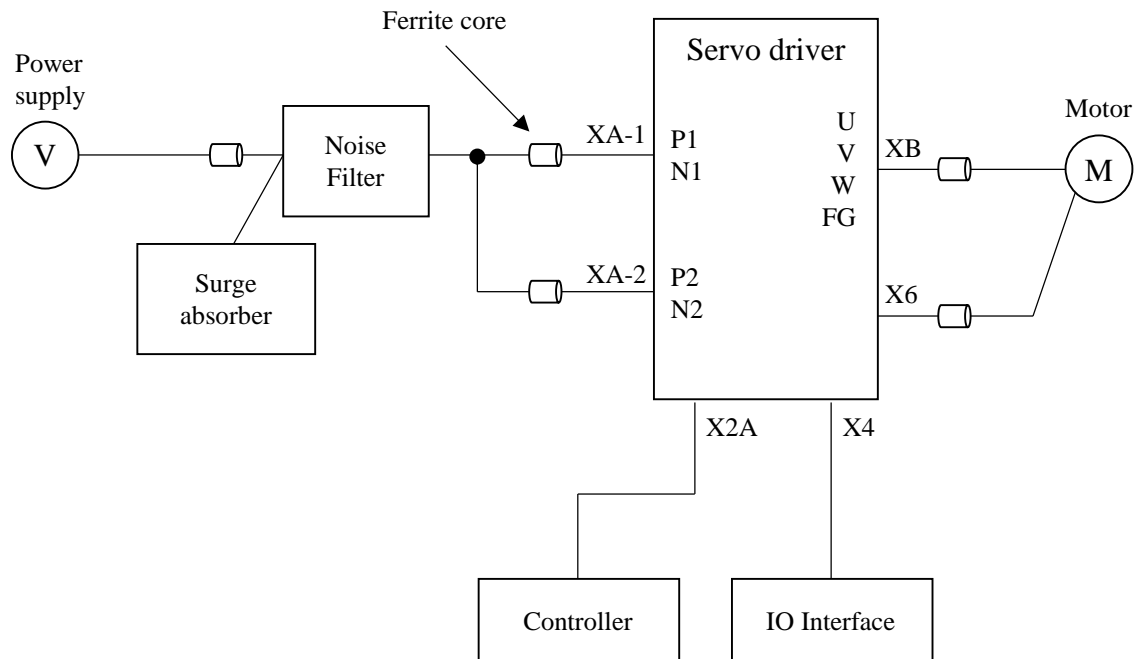 Ferrite core
Servo driver
Power
supply
V
Noise
Filter
Surge
absorber
XA-1
P1
N1
XA-2
P2
N2
U
V
W
FG
XB
X6
Motor
M
X2A
X4
Controller
IO Interface